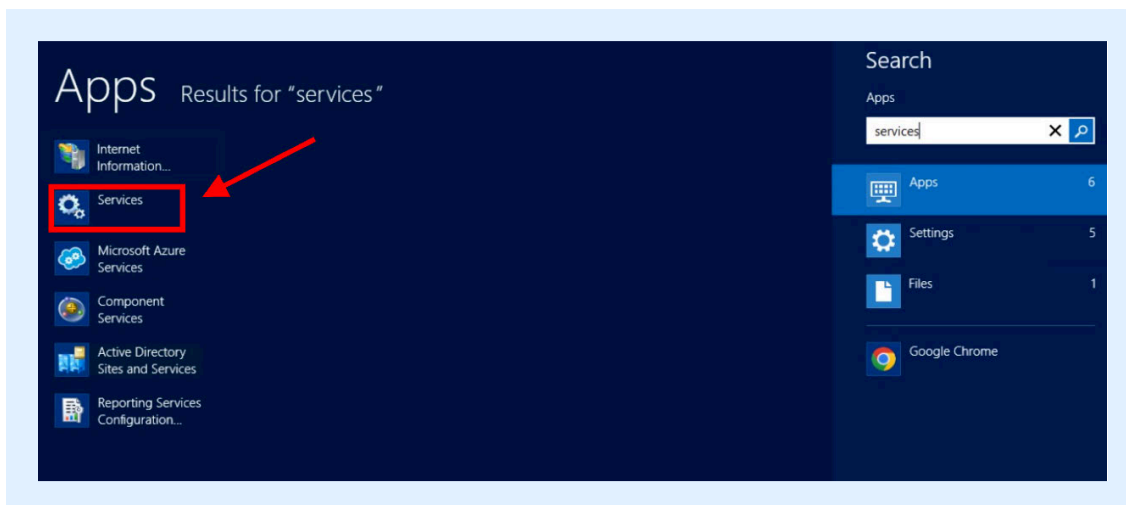 Apps Results for "services"
Internet
Information...
Services
Microsoft Azure
Services
Component
Services
Active Directory
Sites and Services
Reporting Services
Configuration...
Search
Apps
services
Apps 6
Settings 5
Files 1
Google Chrome